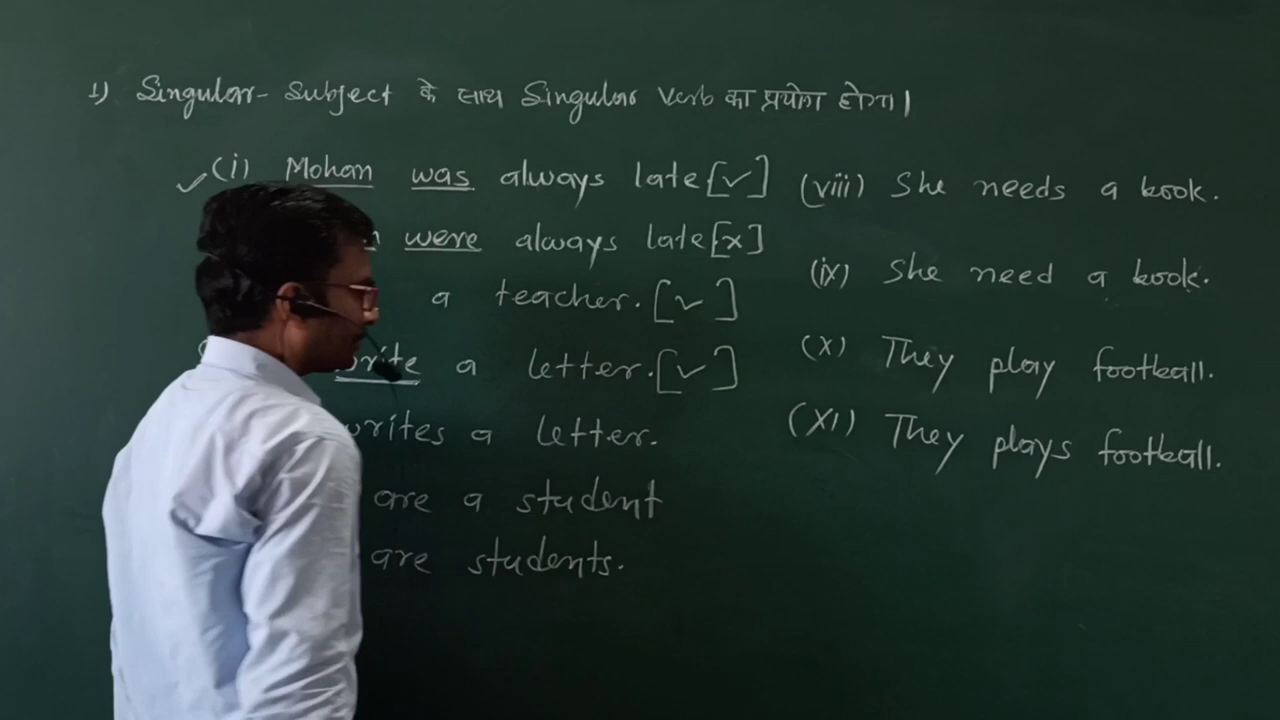 1) Singular- Subject के साथ Singular Verb का प्रयोग होगा।
(i) Mohan was always late [✓]
were always late [x]
a teacher. [✓]
write a letter. [✓]
writes a letter.
are a student
are students.
(viii) She needs a book.
(ix) She need a book.
(x) They play football.
(XI) They plays football.